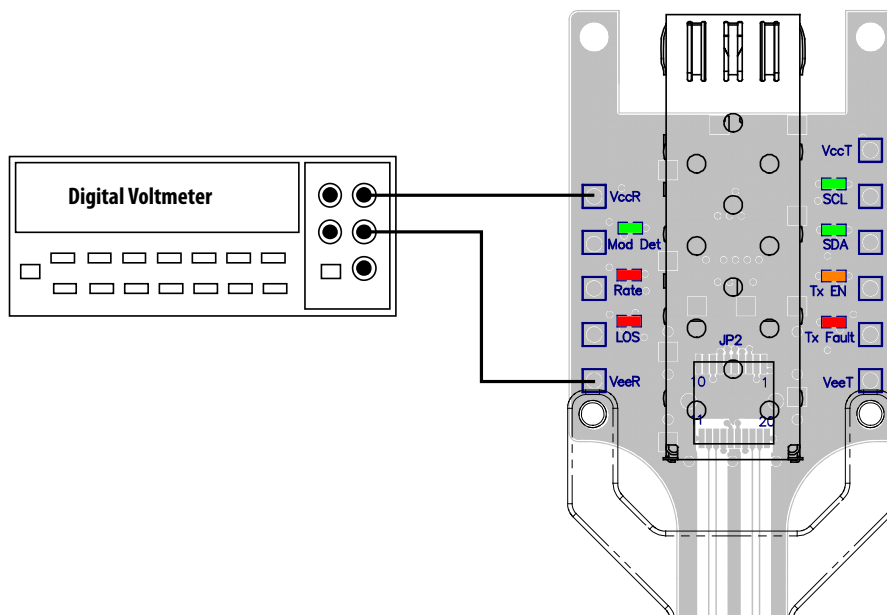 Digital Voltmeter
VccR
Mod Det
Rate
LOS
VeeR
VccT
SCL
SDA
Tx EN
Tx Fault
VeeT
JP2
10 1
11 20